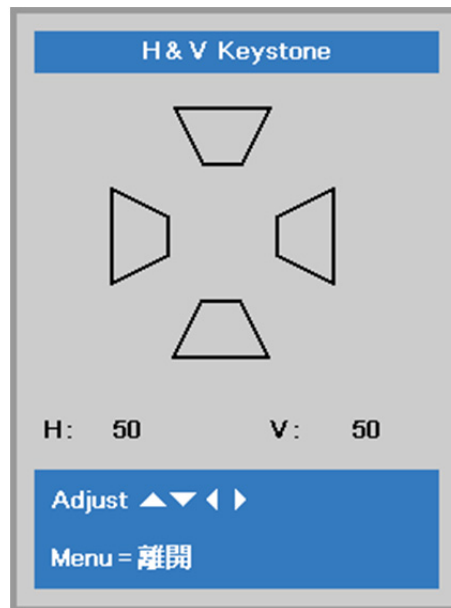 H & V Keystone
H: 50 V: 50
Adjust ▲▼◀ ▶
Menu = 離開